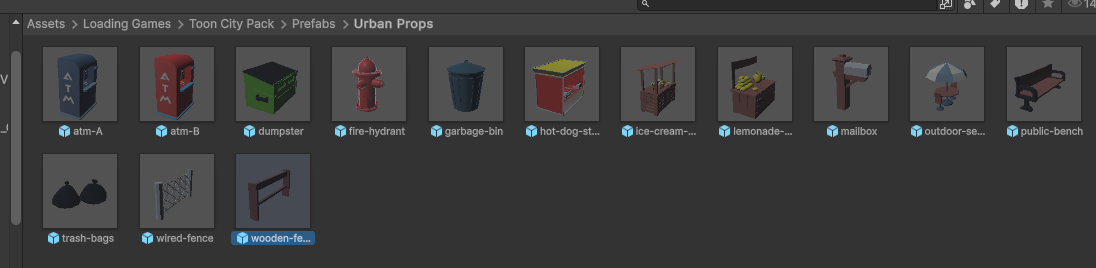 14
Assets > Loading Games > Toon City Pack > Prefabs > Urban Props
V
ATM
ATM
atm-A
atm-B
dumpster
fire-hydrant
garbage-bin
hot-dog-st...
ice-cream-...
lemonade-...
mailbox
outdoor-se...
public-bench
trash-bags
wired-fence
wooden-fe...